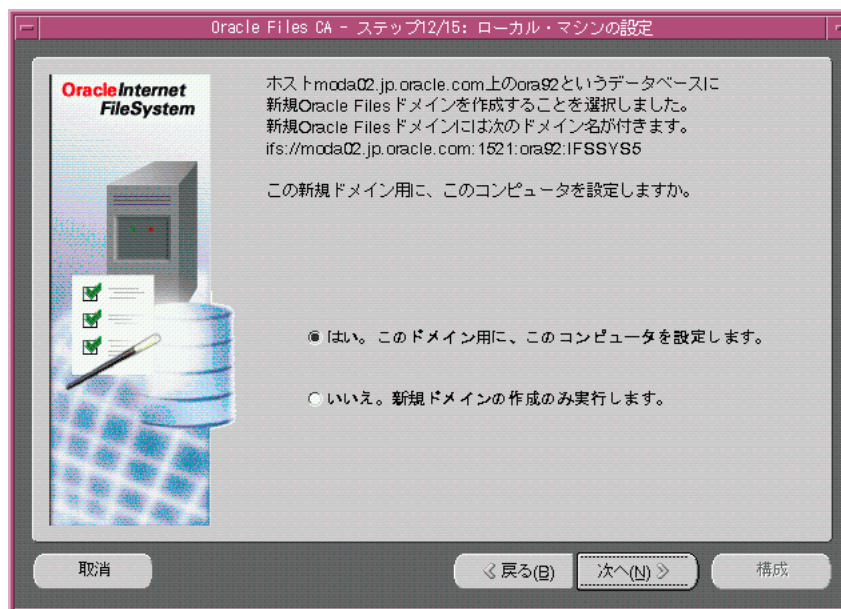 Oracle Files CA - ステップ12/15: ローカル・マシンの設定
OracleInternet
FileSystem
ホストmoda02.jp.oracle.com上のora92というデータベースに
新規Oracle Filesドメインを作成することを選択しました。
新規Oracle Filesドメインには次のドメイン名が付きます。
ifs://moda02.jp.oracle.com:1521:ora92:IFSSYS5
この新規ドメイン用に、このコンピュータを設定しますか。
はい。このドメイン用に、このコンピュータを設定します。
いいえ。新規ドメインの作成のみ実行します。
取消
戻る(B)
次へ(N)
構成